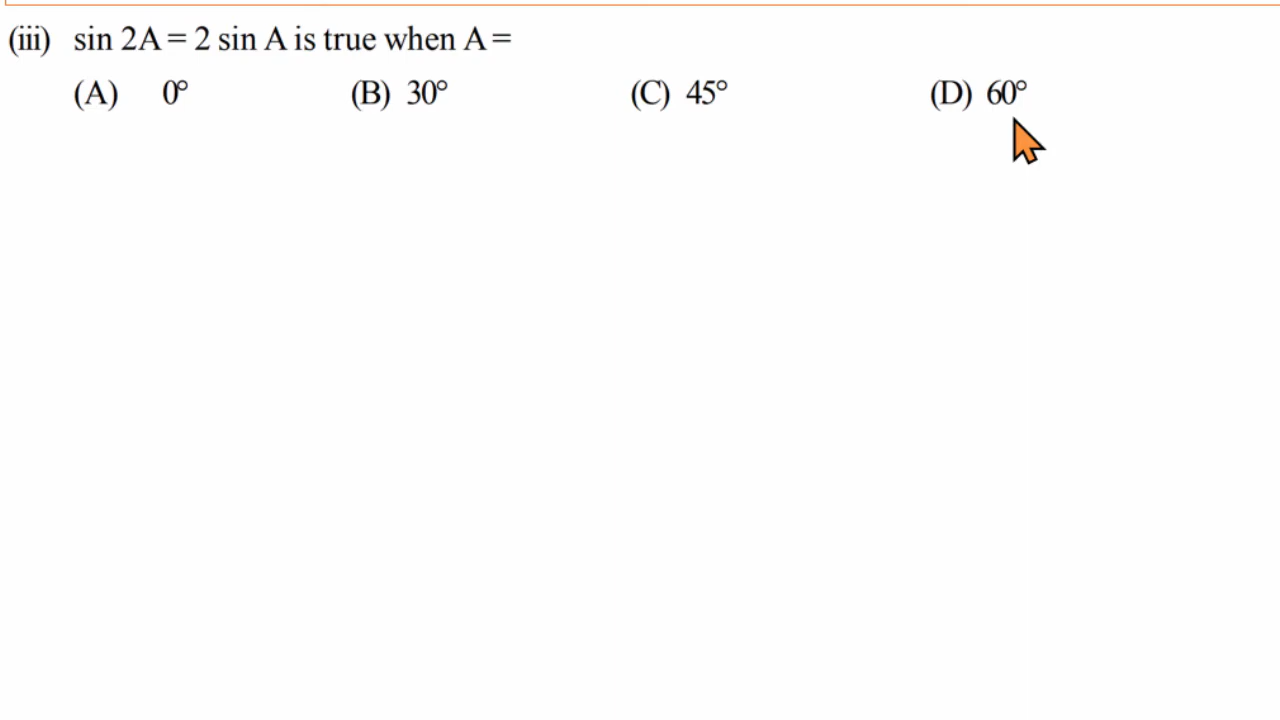 (iii) sin 2A = 2 sin A is true when A =
(A) 0° (B) 30° (C) 45° (D) 60°